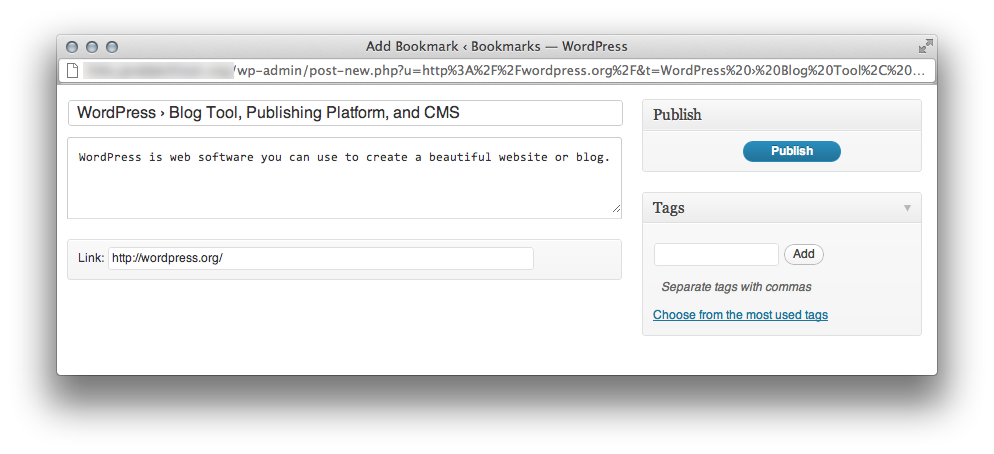 Add Bookmark ‹ Bookmarks — WordPress
/wp-admin/post-new.php?u=http%3A%2F%2Fwordpress.org%2F&t=WordPress%20›%20Blog%20Tool%2C%20...
WordPress › Blog Tool, Publishing Platform, and CMS
WordPress is web software you can use to create a beautiful website or blog.
Link: http://wordpress.org/
Publish
Publish
Tags
Add
Separate tags with commas
Choose from the most used tags